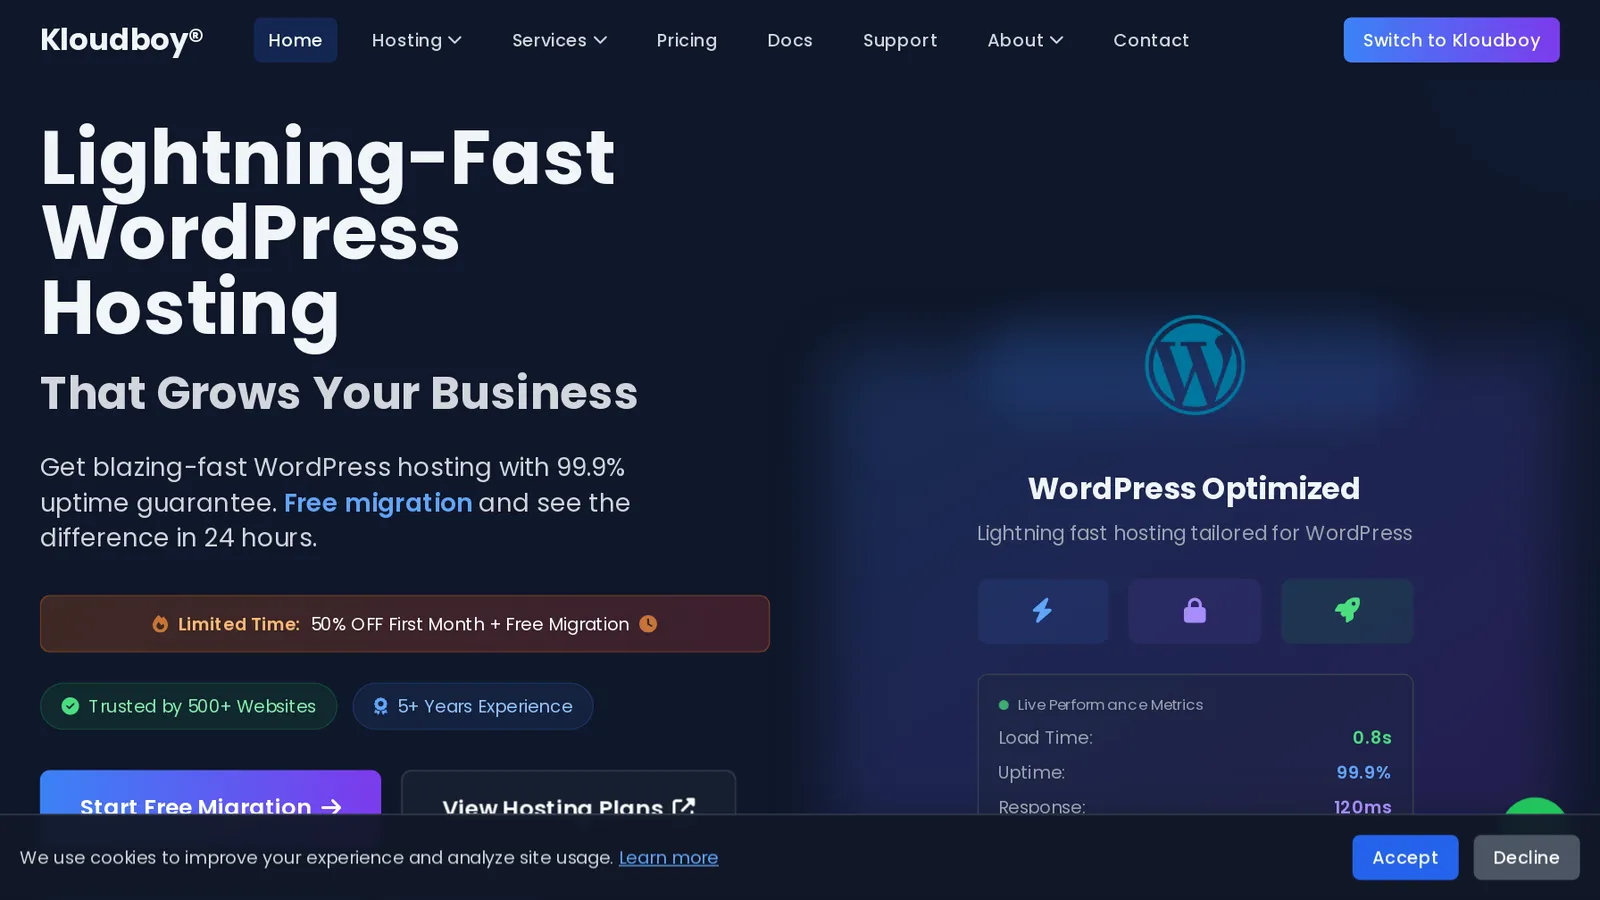 Kloudboy®
Home
Hosting
Services
Pricing
Docs
Support
About
Contact
Switch to Kloudboy
Lightning-Fast
WordPress
Hosting
That Grows Your Business
Get blazing-fast WordPress hosting with 99.9%
uptime guarantee. Free migration and see the
difference in 24 hours.
Limited Time: 50% OFF First Month + Free Migration
Trusted by 500+ Websites
5+ Years Experience
Start Free Migration
View Hosting Plans
WordPress Optimized
Lightning fast hosting tailored for WordPress
Live Performance Metrics
Load Time: 0.8s
Uptime: 99.9%
Response: 120ms
We use cookies to improve your experience and analyze site usage. Learn more
Accept
Decline